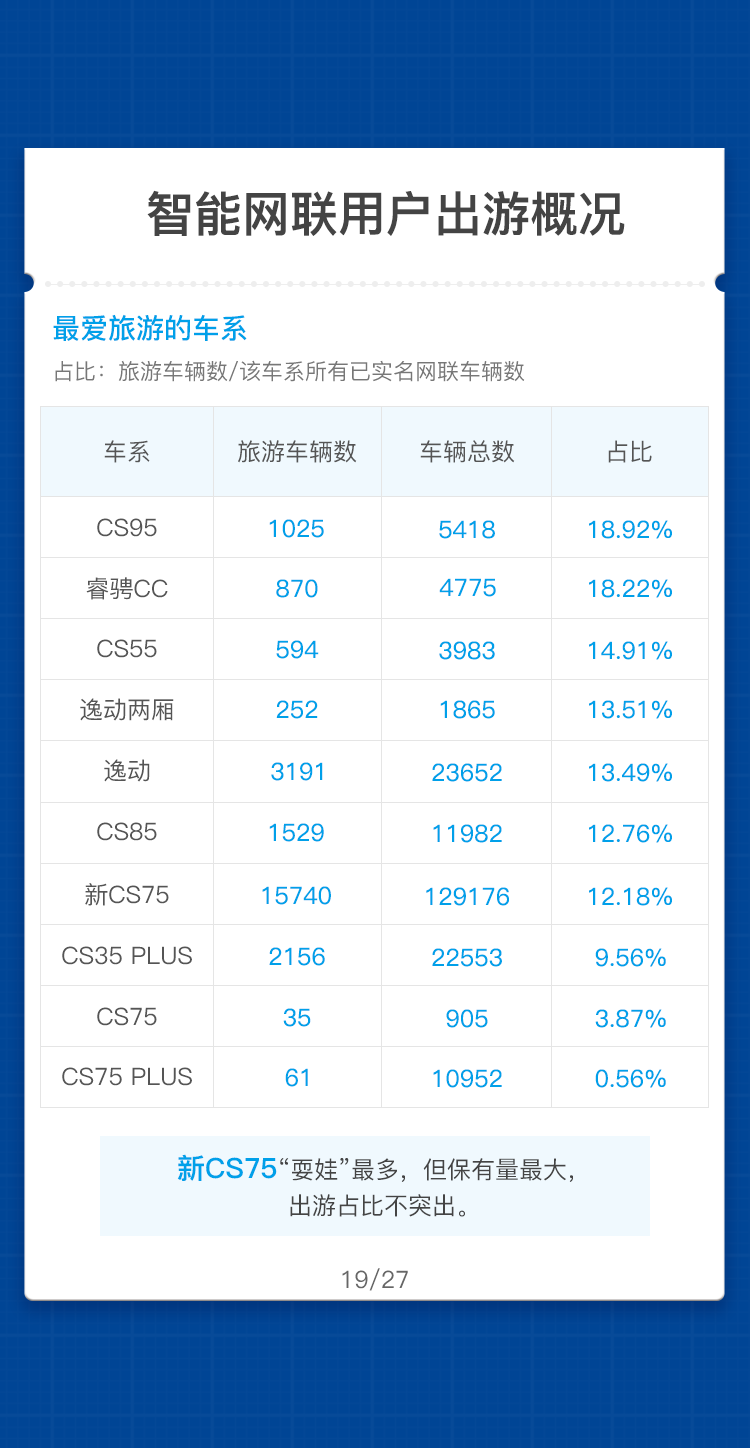 智能网联用户出游概况
最爱旅游的车系
占比：旅游车辆数/该车系所有已实名网联车辆数
车系 旅游车辆数 车辆总数 占比
CS95 1025 5418 18.92%
睿骋CC 870 4775 18.22%
CS55 594 3983 14.91%
逸动两厢 252 1865 13.51%
逸动 3191 23652 13.49%
CS85 1529 11982 12.76%
新CS75 15740 129176 12.18%
CS35 PLUS 2156 22553 9.56%
CS75 35 905 3.87%
CS75 PLUS 61 10952 0.56%
新CS75“耍娃”最多，但保有量最大，
出游占比不突出。
19/27